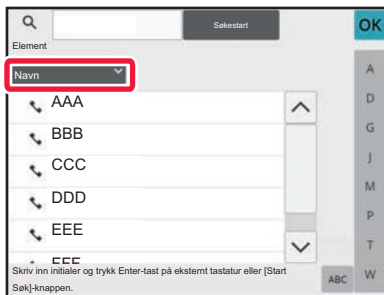 Søkestart
OK
Element
Navn
AAA
BBB
CCC
DDD
EEE
FFF
Skriv inn initialer og trykk Enter-tast på eksternt tastatur eller [Start
Søk]-knappen.
ABC
A
D
G
J
M
P
T
W